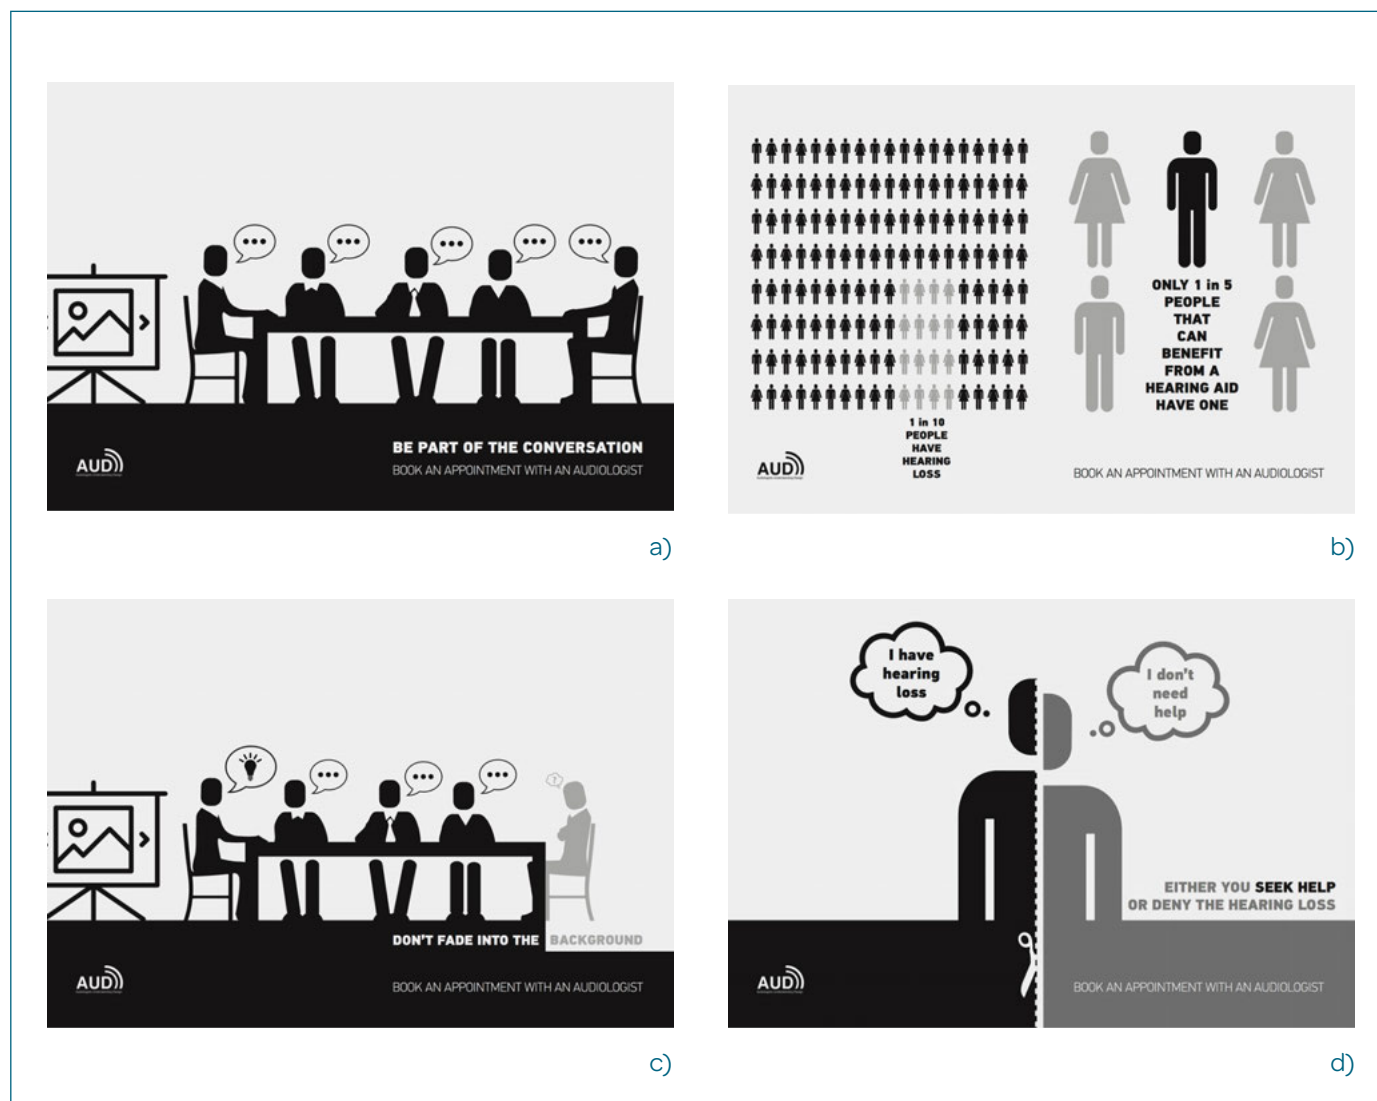 BE PART OF THE CONVERSATION
BOOK AN APPOINTMENT WITH AN AUDIOLOGIST
AUD
a)
ONLY 1 in 5
PEOPLE
THAT
CAN
BENEFIT
FROM A
HEARING AID
HAVE ONE
1 in 10
PEOPLE
HAVE
HEARING
LOSS
AUD
BOOK AN APPOINTMENT WITH AN AUDIOLOGIST
b)
?
DON'T FADE INTO THE BACKGROUND
AUD
BOOK AN APPOINTMENT WITH AN AUDIOLOGIST
c)
I have
hearing
loss
I don't
need
help
EITHER YOU SEEK HELP
OR DENY THE HEARING LOSS
AUD
BOOK AN APPOINTMENT WITH AN AUDIOLOGIST
d)